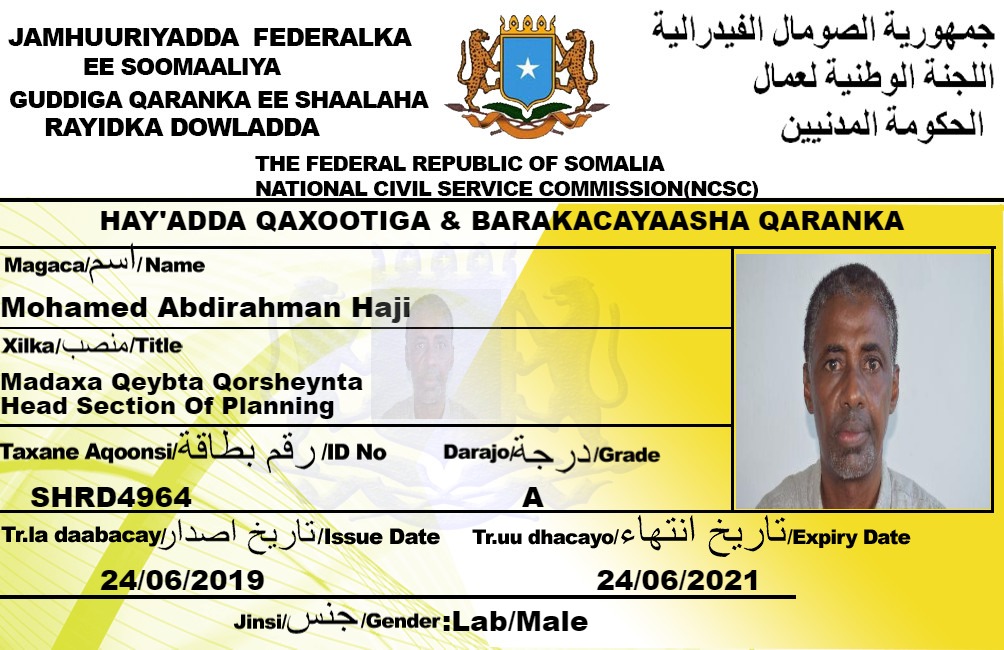 JAMHUURIYADDA FEDERALKA
EE SOOMAALIYA
GUDDIGA QARANKA EE SHAALAHA
RAYIDKA DOWLADDA
جمهورية الصومال الفيدرالية
اللجنة الوطنية لعمال
الحكومة المدنيين
THE FEDERAL REPUBLIC OF SOMALIA
NATIONAL CIVIL SERVICE COMMISSION(NCSC)
HAY'ADDA QAXOOTIGA & BARAKACAYAASHA QARANKA
Magaca/اسم/Name
Mohamed Abdirahman Haji
Xilka/منصب/Title
Madaxa Qeybta Qorsheynta
Head Section Of Planning
Taxane Aqoonsi/رقم بطاقة/ID No Darajo/درجة/Grade
SHRD4964 A
Tr.la daabacay/تاريخ اصدار/Issue Date Tr.uu dhacayo/تاريخ انتهاء/Expiry Date
24/06/2019 24/06/2021
Jinsi/جنس/Gender:Lab/Male